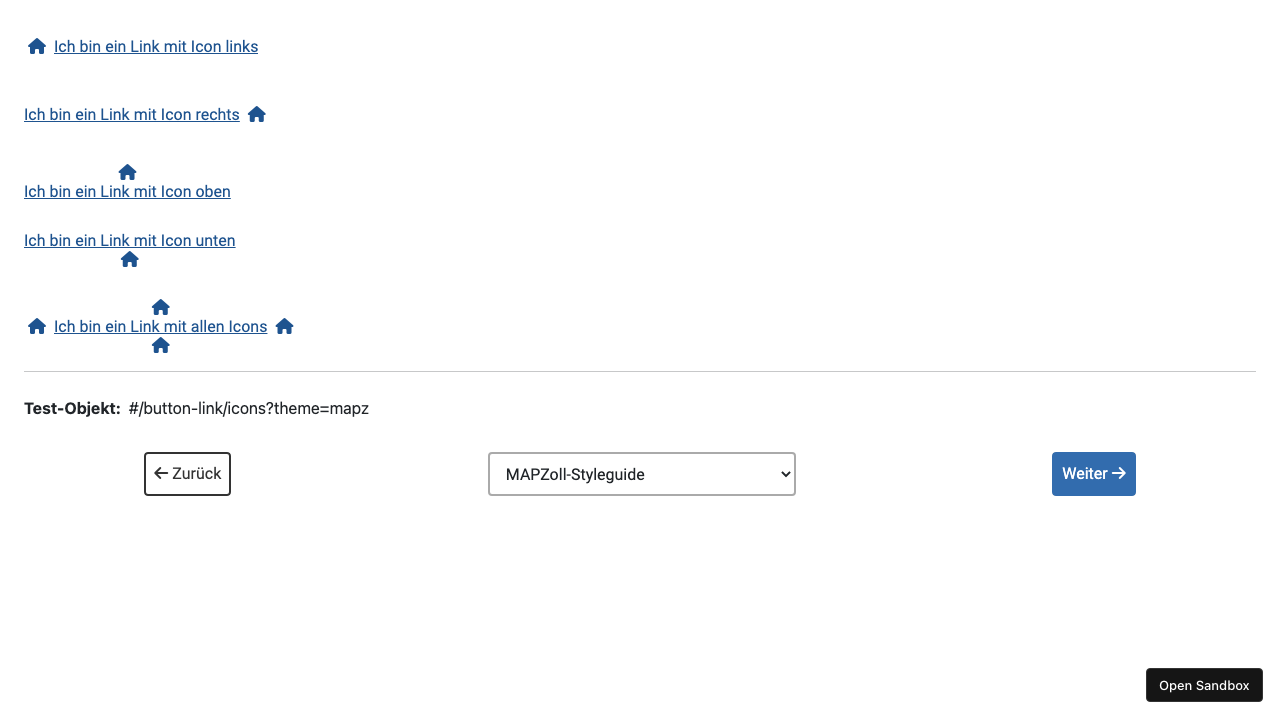 Ich bin ein Link mit Icon links
Ich bin ein Link mit Icon rechts
Ich bin ein Link mit Icon oben
Ich bin ein Link mit Icon unten
Ich bin ein Link mit allen Icons
Test-Objekt: #/button-link/icons?theme=mapz
← Zurück
MAPZoll-Styleguide
Weiter →
Open Sandbox